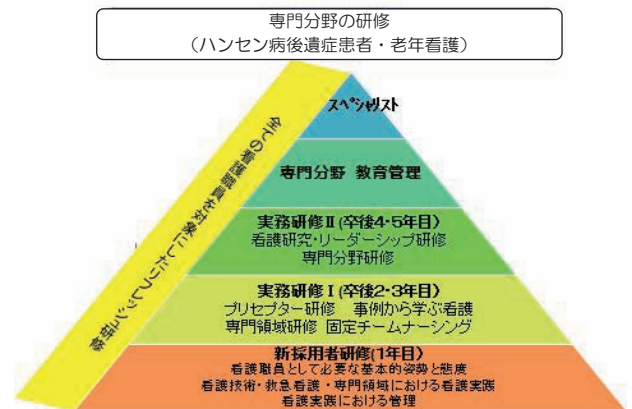 専門分野の研修
（ハンセン病後遺症患者・老年看護）
全ての看護職員を対象にしたリフレッシュ研修
スペシャリスト
専門分野 教育管理
実務研修Ⅱ(卒後4・5年目)
看護研究・リーダーシップ研修
専門分野研修
実務研修Ⅰ(卒後2・3年目)
プリセプター研修　事例から学ぶ看護
専門領域研修 固定チームナーシング
新採用者研修(1年目)
看護職員として必要な基本的姿勢と態度
看護技術・救急看護・専門領域における看護実践
看護実践における管理